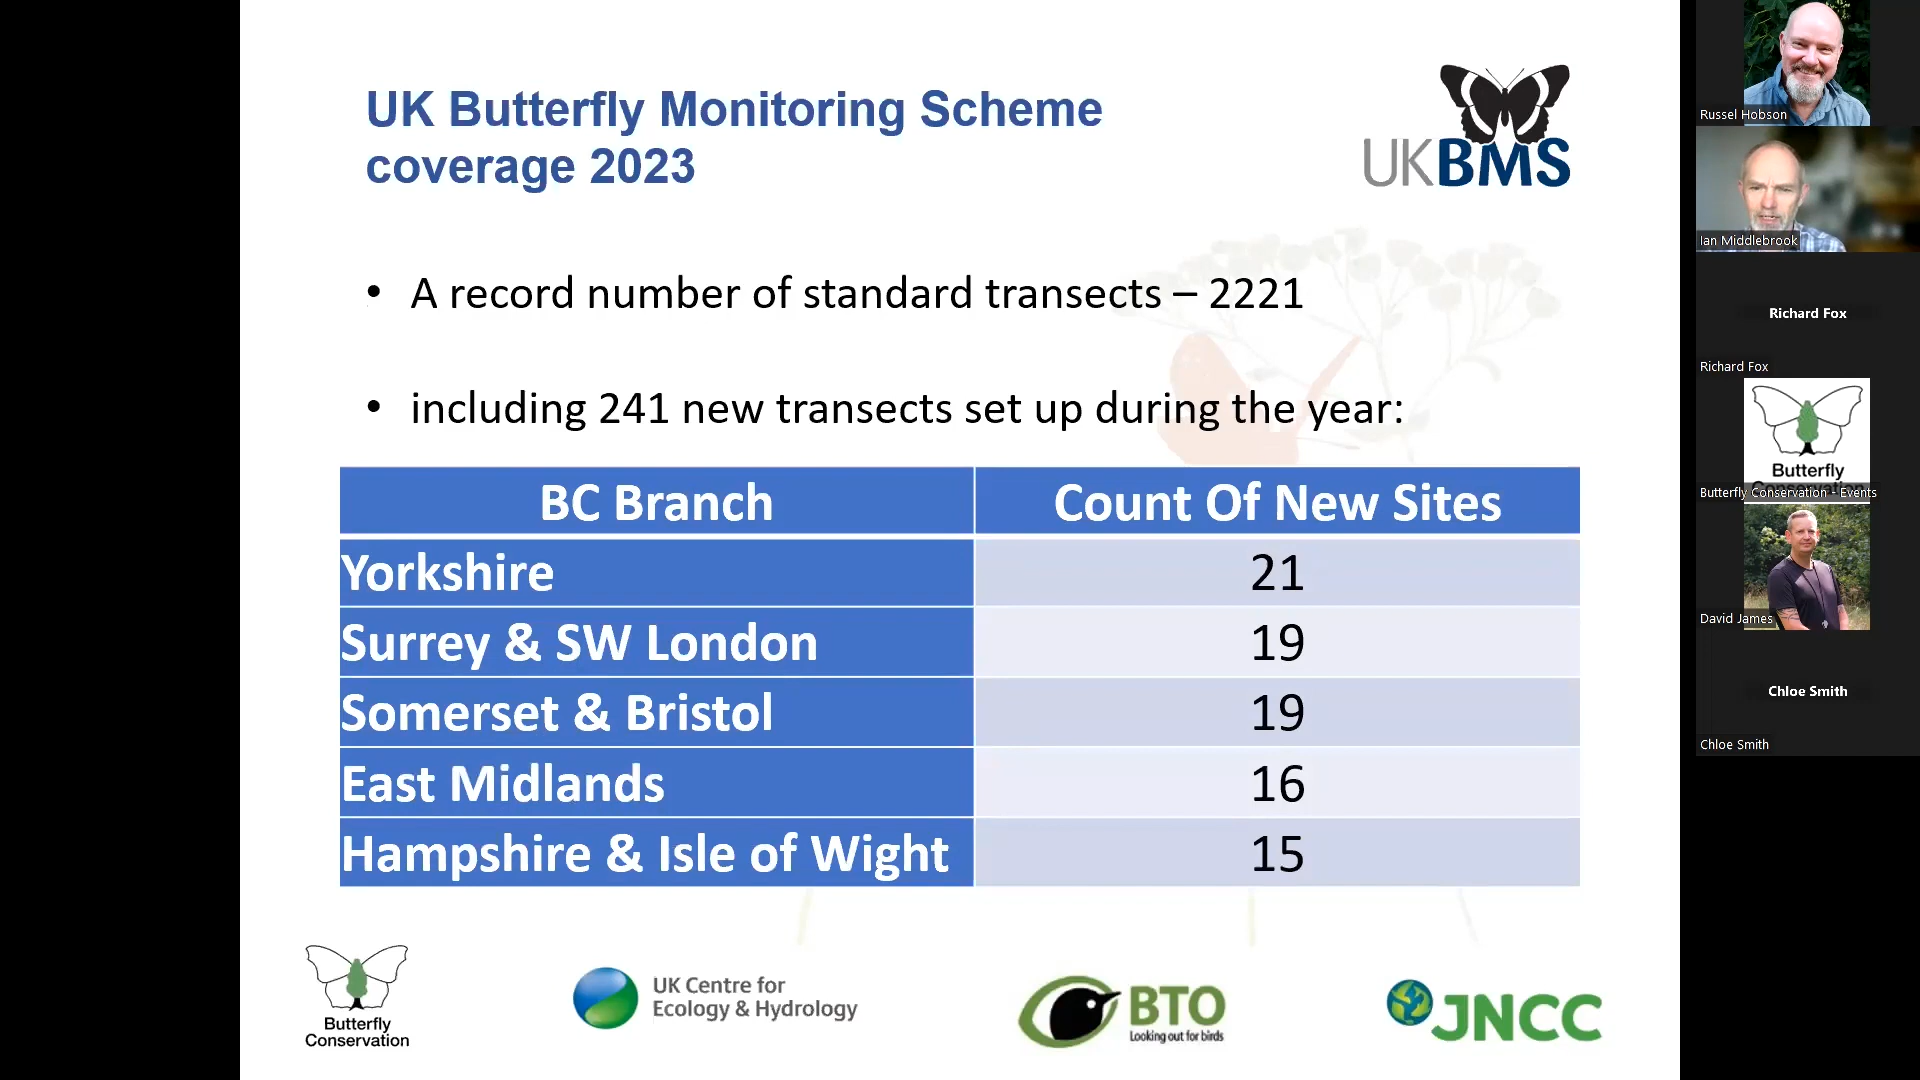 UK Butterfly Monitoring Scheme
coverage 2023
UKBMS
• A record number of standard transects – 2221
• including 241 new transects set up during the year:
BC Branch Count Of New Sites
Yorkshire 21
Surrey & SW London 19
Somerset & Bristol 19
East Midlands 16
Hampshire & Isle of Wight 15
Butterfly
Conservation
UK Centre for
Ecology & Hydrology
BTO
Looking out for birds
JNCC
Russel Hobson
Ian Middlebrook
Richard Fox
Richard Fox
Butterfly
Conservation
Butterfly Conservation - Events
David James
Chloe Smith
Chloe Smith